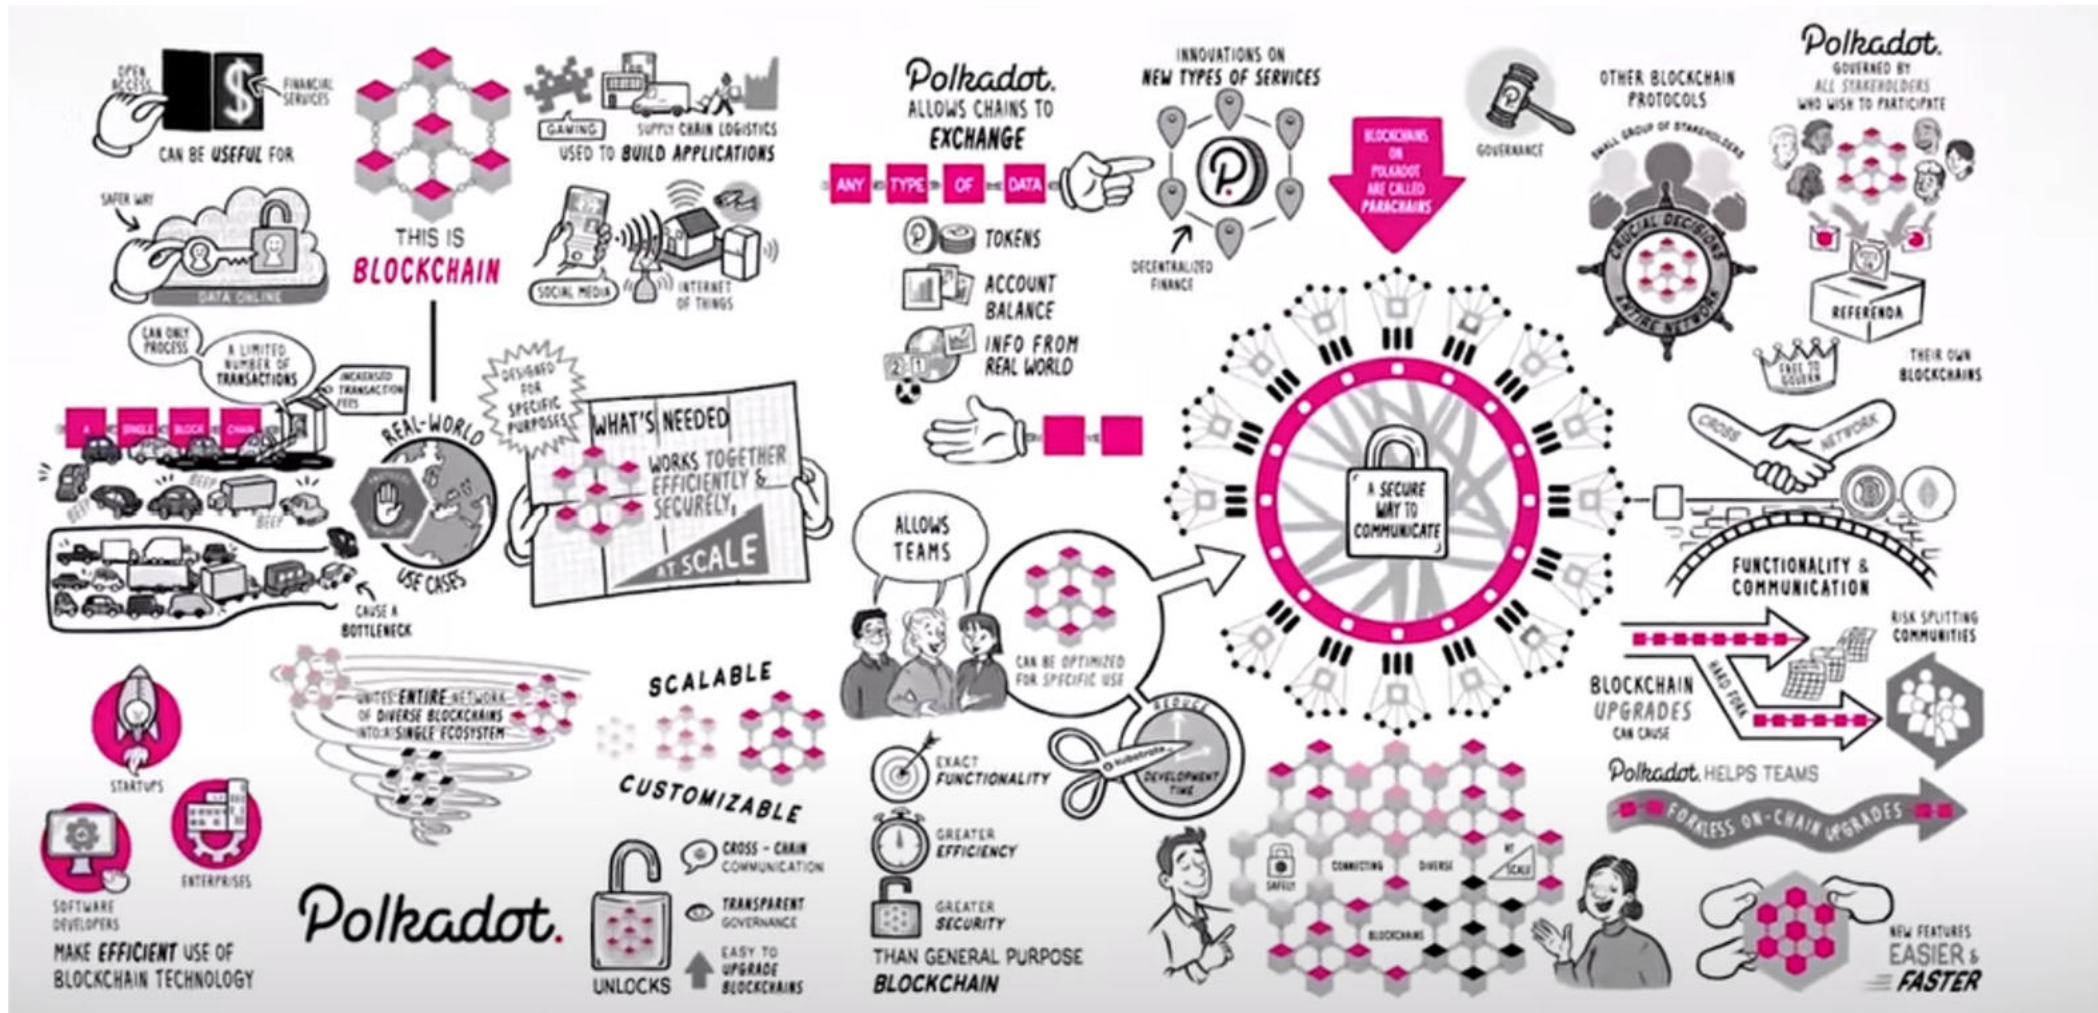 OPEN
ACCESS
$
FINANCIAL
SERVICES
CAN BE USEFUL FOR
SAFER WAY
DATA ONLINE
THIS IS
BLOCKCHAIN
GAMING
SUPPLY CHAIN LOGISTICS
USED TO BUILD APPLICATIONS
SOCIAL MEDIA
INTERNET
OF THINGS
CAN ONLY
PROCESS
A LIMITED
NUMBER OF
TRANSACTIONS
INCREASED
TRANSACTION
FEES
A SINGLE BLOCK CHAIN
BEEP
BEEP
BEEP
CAUSE A
BOTTLENECK
REAL-WORLD
USE CASES
DESIGNED
FOR
SPECIFIC
PURPOSES
WHAT'S NEEDED
WORKS TOGETHER
EFFICIENTLY &
SECURELY,
AT SCALE
STARTUPS
ENTERPRISES
SOFTWARE
DEVELOPERS
MAKE EFFICIENT USE OF
BLOCKCHAIN TECHNOLOGY
UNITES ENTIRE NETWORK
OF DIVERSE BLOCKCHAINS
INTO A SINGLE ECOSYSTEM
SCALABLE
CUSTOMIZABLE
Polkadot.
UNLOCKS
CROSS-CHAIN
COMMUNICATION
TRANSPARENT
GOVERNANCE
EASY TO
UPGRADE
BLOCKCHAINS
Polkadot.
ALLOWS CHAINS TO
EXCHANGE
ANY TYPE OF DATA
TOKENS
ACCOUNT
BALANCE
2 1
INFO FROM
REAL WORLD
INNOVATIONS ON
NEW TYPES OF SERVICES
DECENTRALIZED
FINANCE
ALLOWS
TEAMS
CAN BE OPTIMIZED
FOR SPECIFIC USE
substrate
REDUCE
DEVELOPMENT
TIME
EXACT
FUNCTIONALITY
GREATER
EFFICIENCY
GREATER
SECURITY
THAN GENERAL PURPOSE
BLOCKCHAIN
BLOCKCHAINS
ON
POLKADOT
ARE CALLED
PARACHAINS
A SECURE
WAY TO
COMMUNICATE
SAFELY
CONNECTING
DIVERSE
AT
SCALE
BLOCKCHAINS
GOVERNANCE
OTHER BLOCKCHAIN
PROTOCOLS
SMALL GROUP OF STAKEHOLDERS
CRUCIAL DECISIONS
ENTIRE NETWORK
Polkadot.
GOVERNED BY
ALL STAKEHOLDERS
WHO WISH TO PARTICIPATE
REFERENDA
FREE TO
GOVERN
THEIR OWN
BLOCKCHAINS
CROSS NETWORK
FUNCTIONALITY &
COMMUNICATION
RISK SPLITTING
COMMUNITIES
HARD FORK
BLOCKCHAIN
UPGRADES
CAN CAUSE
Polkadot. HELPS TEAMS
FORKLESS ON-CHAIN UPGRADES
NEW FEATURES
EASIER &
FASTER